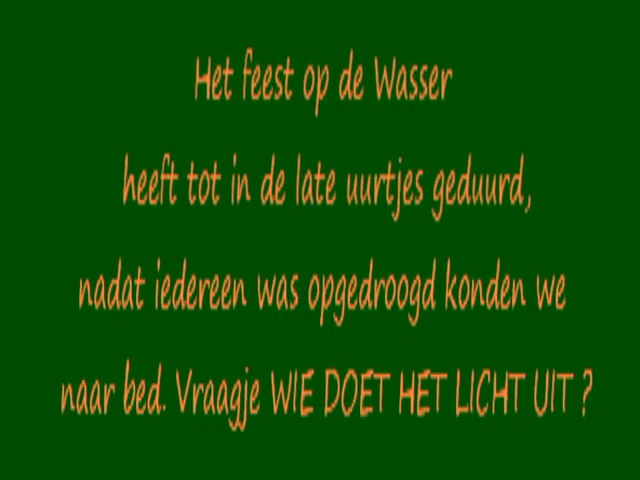 Het feest op de Wasser
heeft tot in de late uurtjes geduurd,
nadat iedereen was opgedroogd konden we
naar bed. Vraagje WIE DOET HET LICHT UIT ?